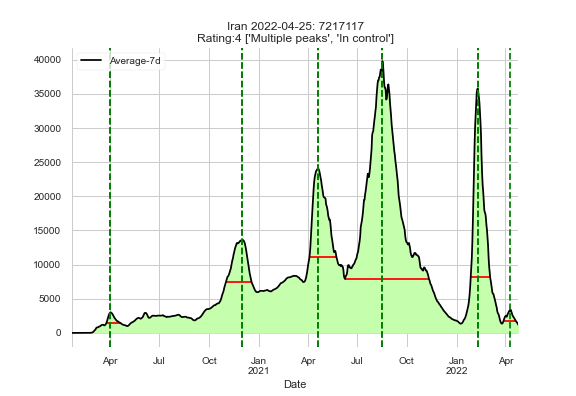 Iran 2022-04-25: 7217117
Rating:4 ['Multiple peaks', 'In control']
Average-7d
40000
35000
30000
25000
20000
15000
10000
5000
0
Apr Jul Oct Jan Apr Jul Oct Jan Apr
2021 2022
Date